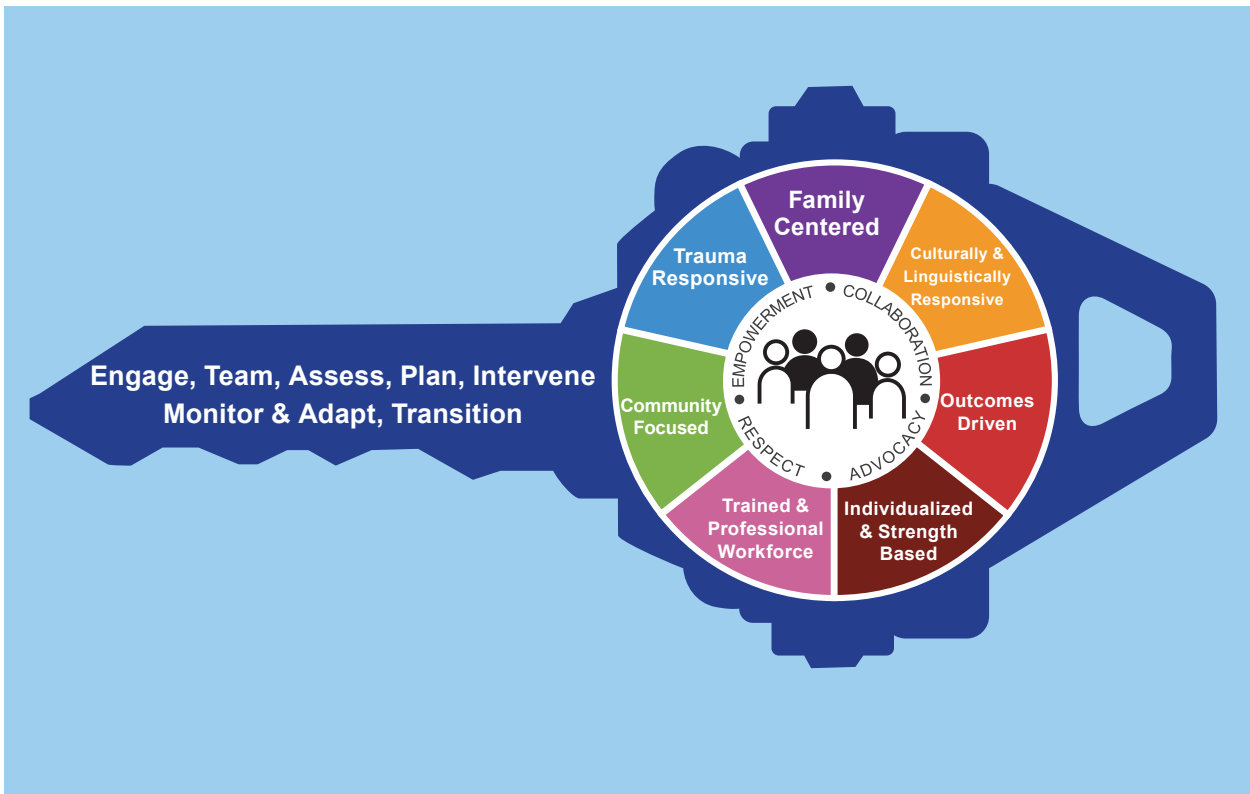 Engage, Team, Assess, Plan, Intervene
Monitor & Adapt, Transition
Family
Centered
Culturally &
Linguistically
Responsive
Outcomes
Driven
Individualized
& Strength
Based
Trained &
Professional
Workforce
Community
Focused
Trauma
Responsive
EMPOWERMENT
COLLABORATION
ADVOCACY
RESPECT